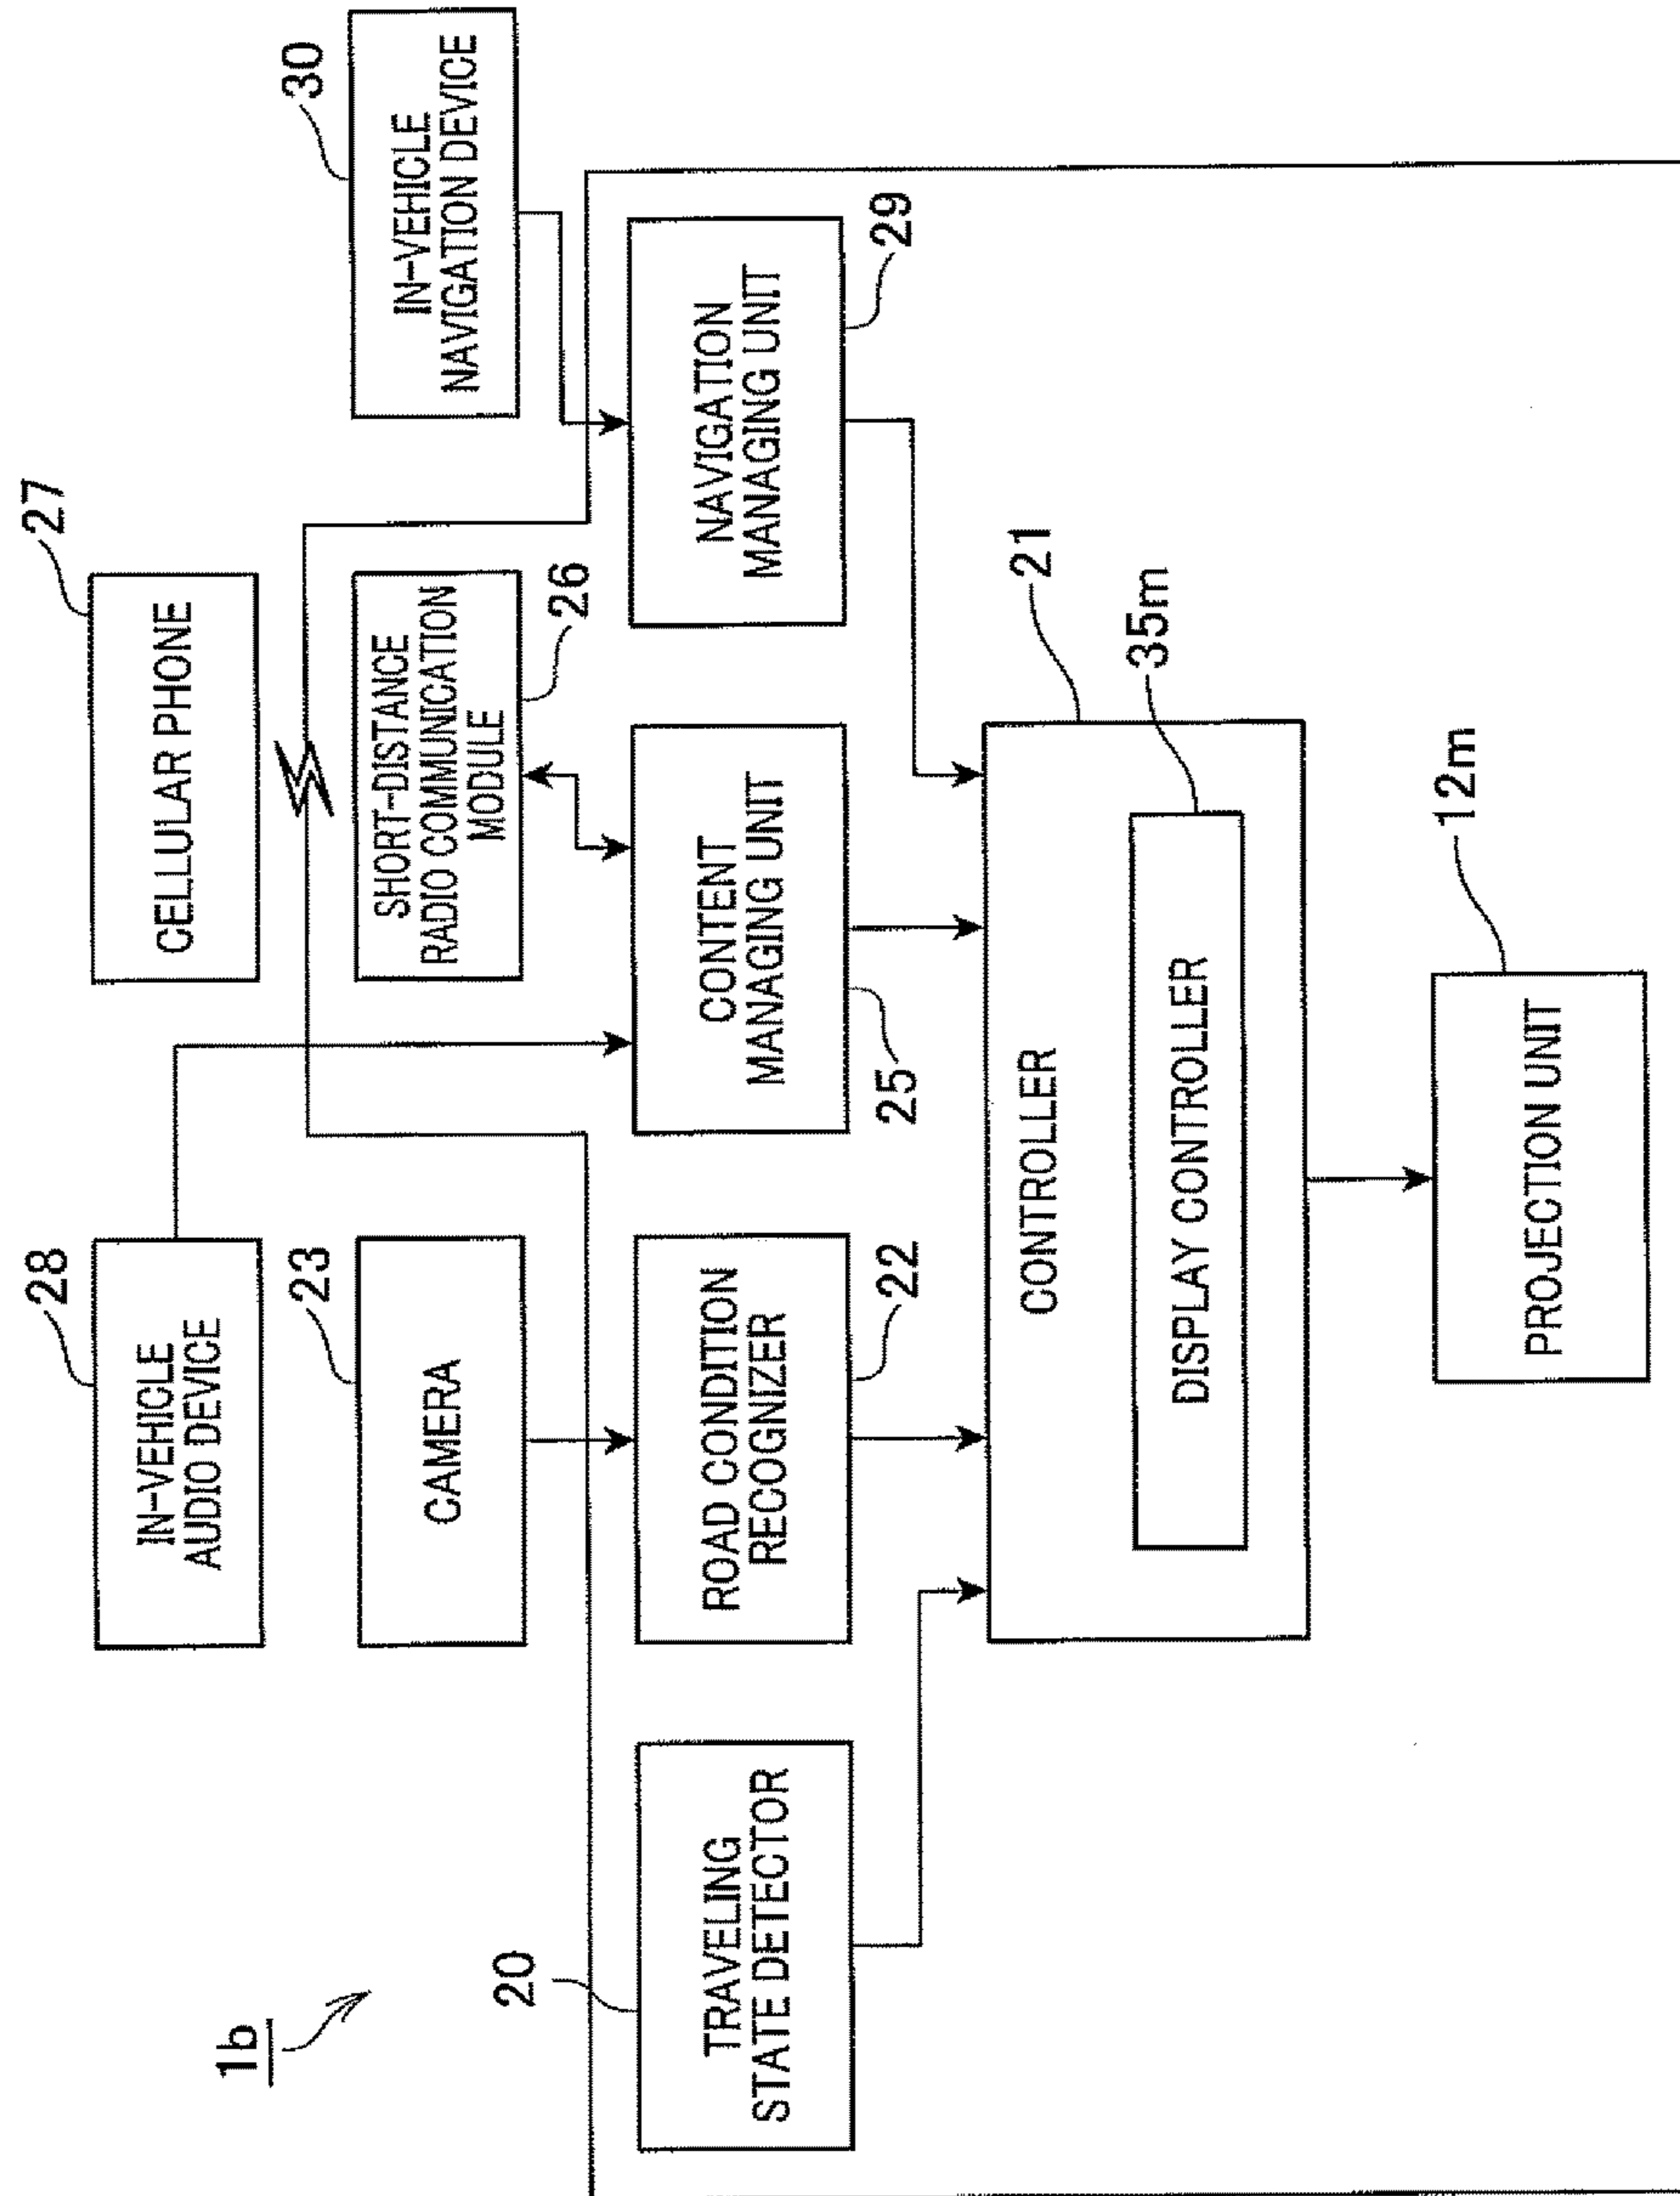 1b
28
IN-VEHICLE
AUDIO DEVICE
27
CELLULAR PHONE
23
CAMERA
SHORT-DISTANCE
RADIO COMMUNICATION
MODULE
26
30
IN-VEHICLE
NAVIGATION DEVICE
20
TRAVELING
STATE DETECTOR
ROAD CONDITION
RECOGNIZER
22
CONTENT
MANAGING UNIT
25
NAVIGATION
MANAGING UNIT
29
CONTROLLER
21
DISPLAY CONTROLLER
35m
PROJECTION UNIT
12m